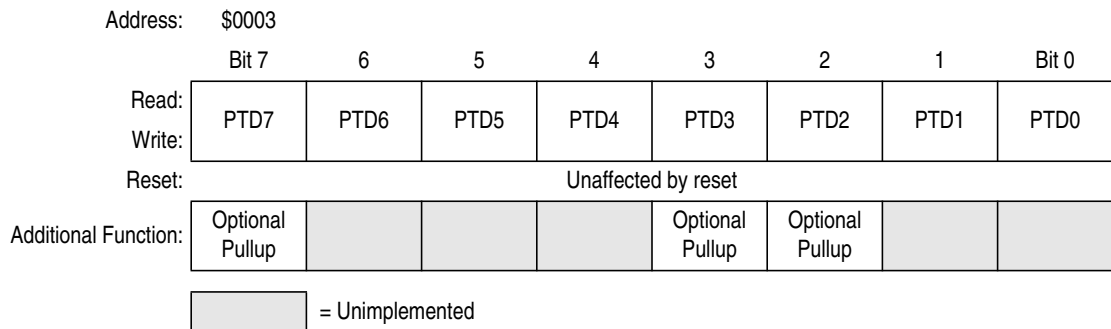 Address: $0003
Bit 7 6 5 4 3 2 1 Bit 0
Read:
Write:
PTD7 PTD6 PTD5 PTD4 PTD3 PTD2 PTD1 PTD0
Reset: Unaffected by reset
Additional Function:
Optional Pullup Optional Pullup Optional Pullup
= Unimplemented